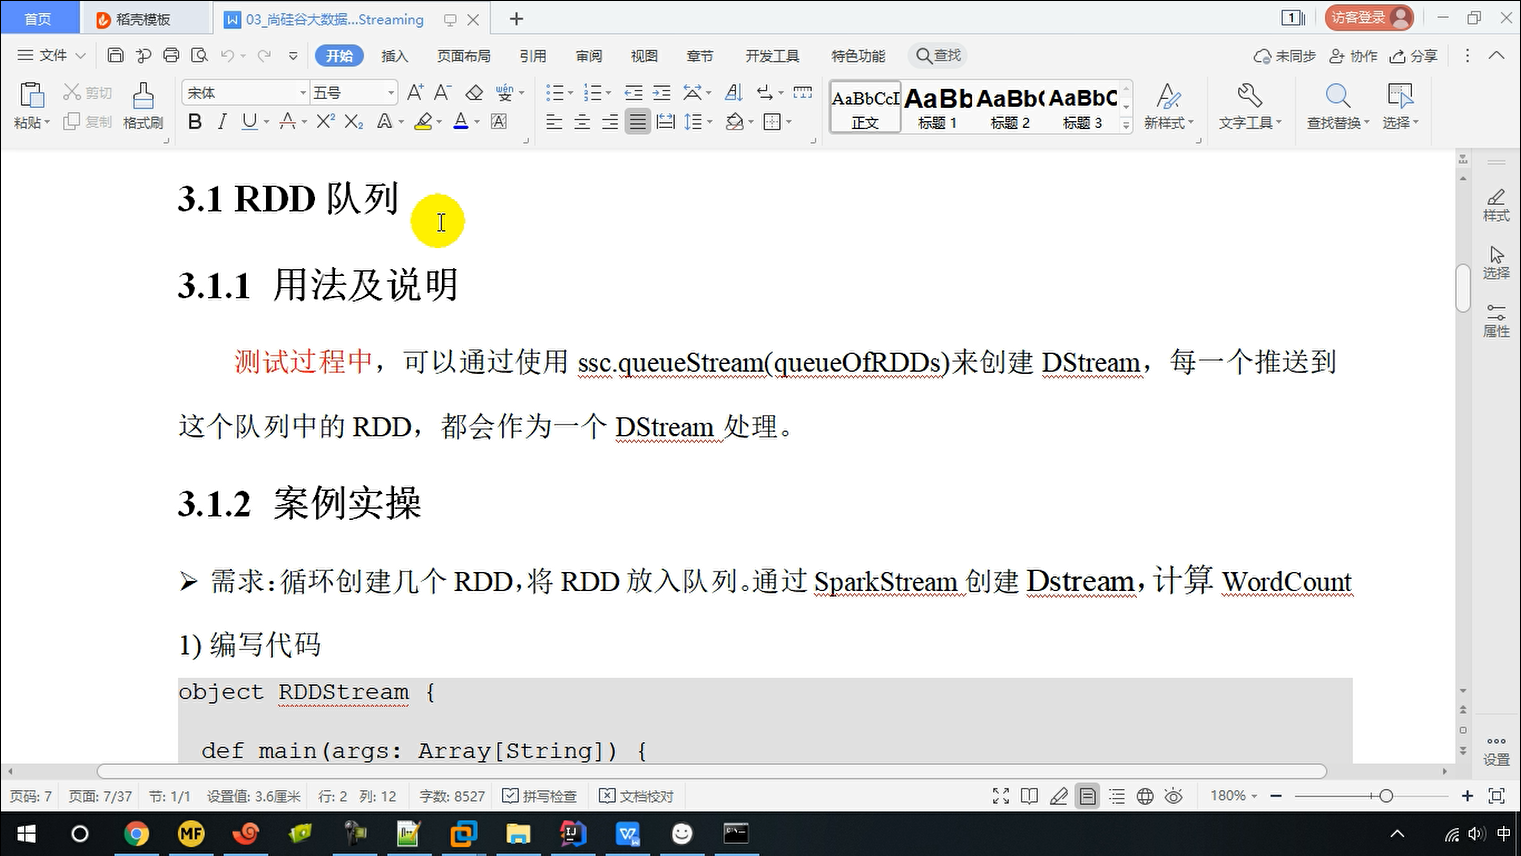 首页
稻壳模板
03_尚硅谷大数据...Streaming
访客登录
文件
开始
插入
页面布局
引用
审阅
视图
章节
开发工具
特色功能
查找
未同步
协作
分享
粘贴
剪切
复制
格式刷
宋体
五号
AaBbCcI
正文
AaBb
标题 1
AaBb(
标题 2
AaBbC
标题 3
新样式
文字工具
查找替换
选择
3.1 RDD 队列
3.1.1 用法及说明
测试过程中，可以通过使用 ssc.queueStream(queueOfRDDs)来创建 DStream，每一个推送到
这个队列中的 RDD，都会作为一个 DStream 处理。
3.1.2 案例实操
➢ 需求：循环创建几个 RDD，将 RDD 放入队列。通过 SparkStream 创建 Dstream，计算 WordCount
1) 编写代码
object RDDStream {
def main(args: Array[String]) {
样式
选择
属性
设置
页码: 7
页面: 7/37
节: 1/1
设置值: 3.6厘米
行: 2
列: 12
字数: 8527
拼写检查
文档校对
180%
中